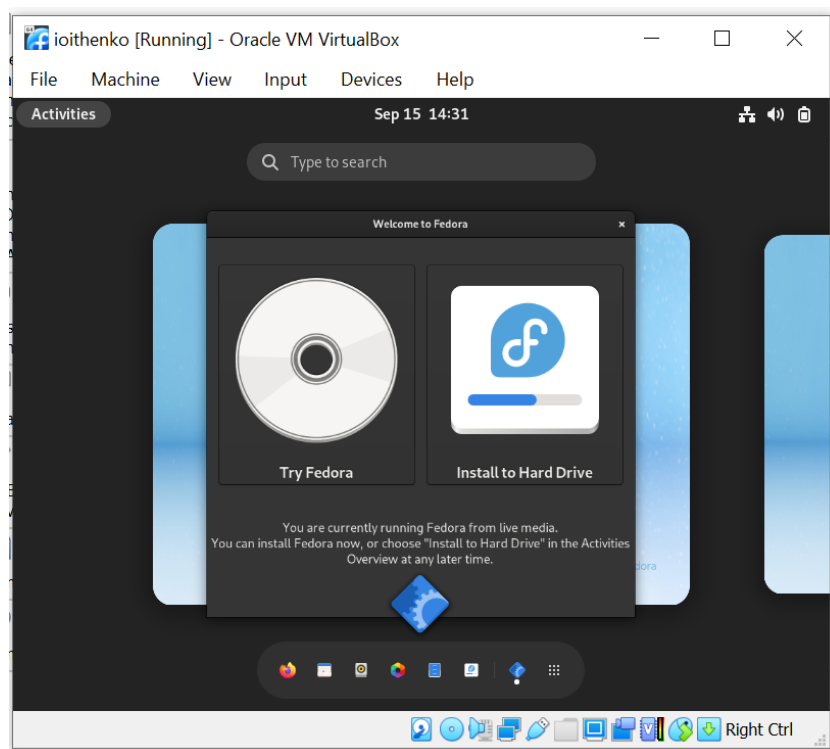 ioithenko [Running] - Oracle VM VirtualBox
File Machine View Input Devices Help
Activities Sep 15 14:31
Type to search
Welcome to Fedora
Try Fedora Install to Hard Drive
You are currently running Fedora from live media.
You can install Fedora now, or choose "Install to Hard Drive" in the Activities
Overview at any later time.
dora
Right Ctrl